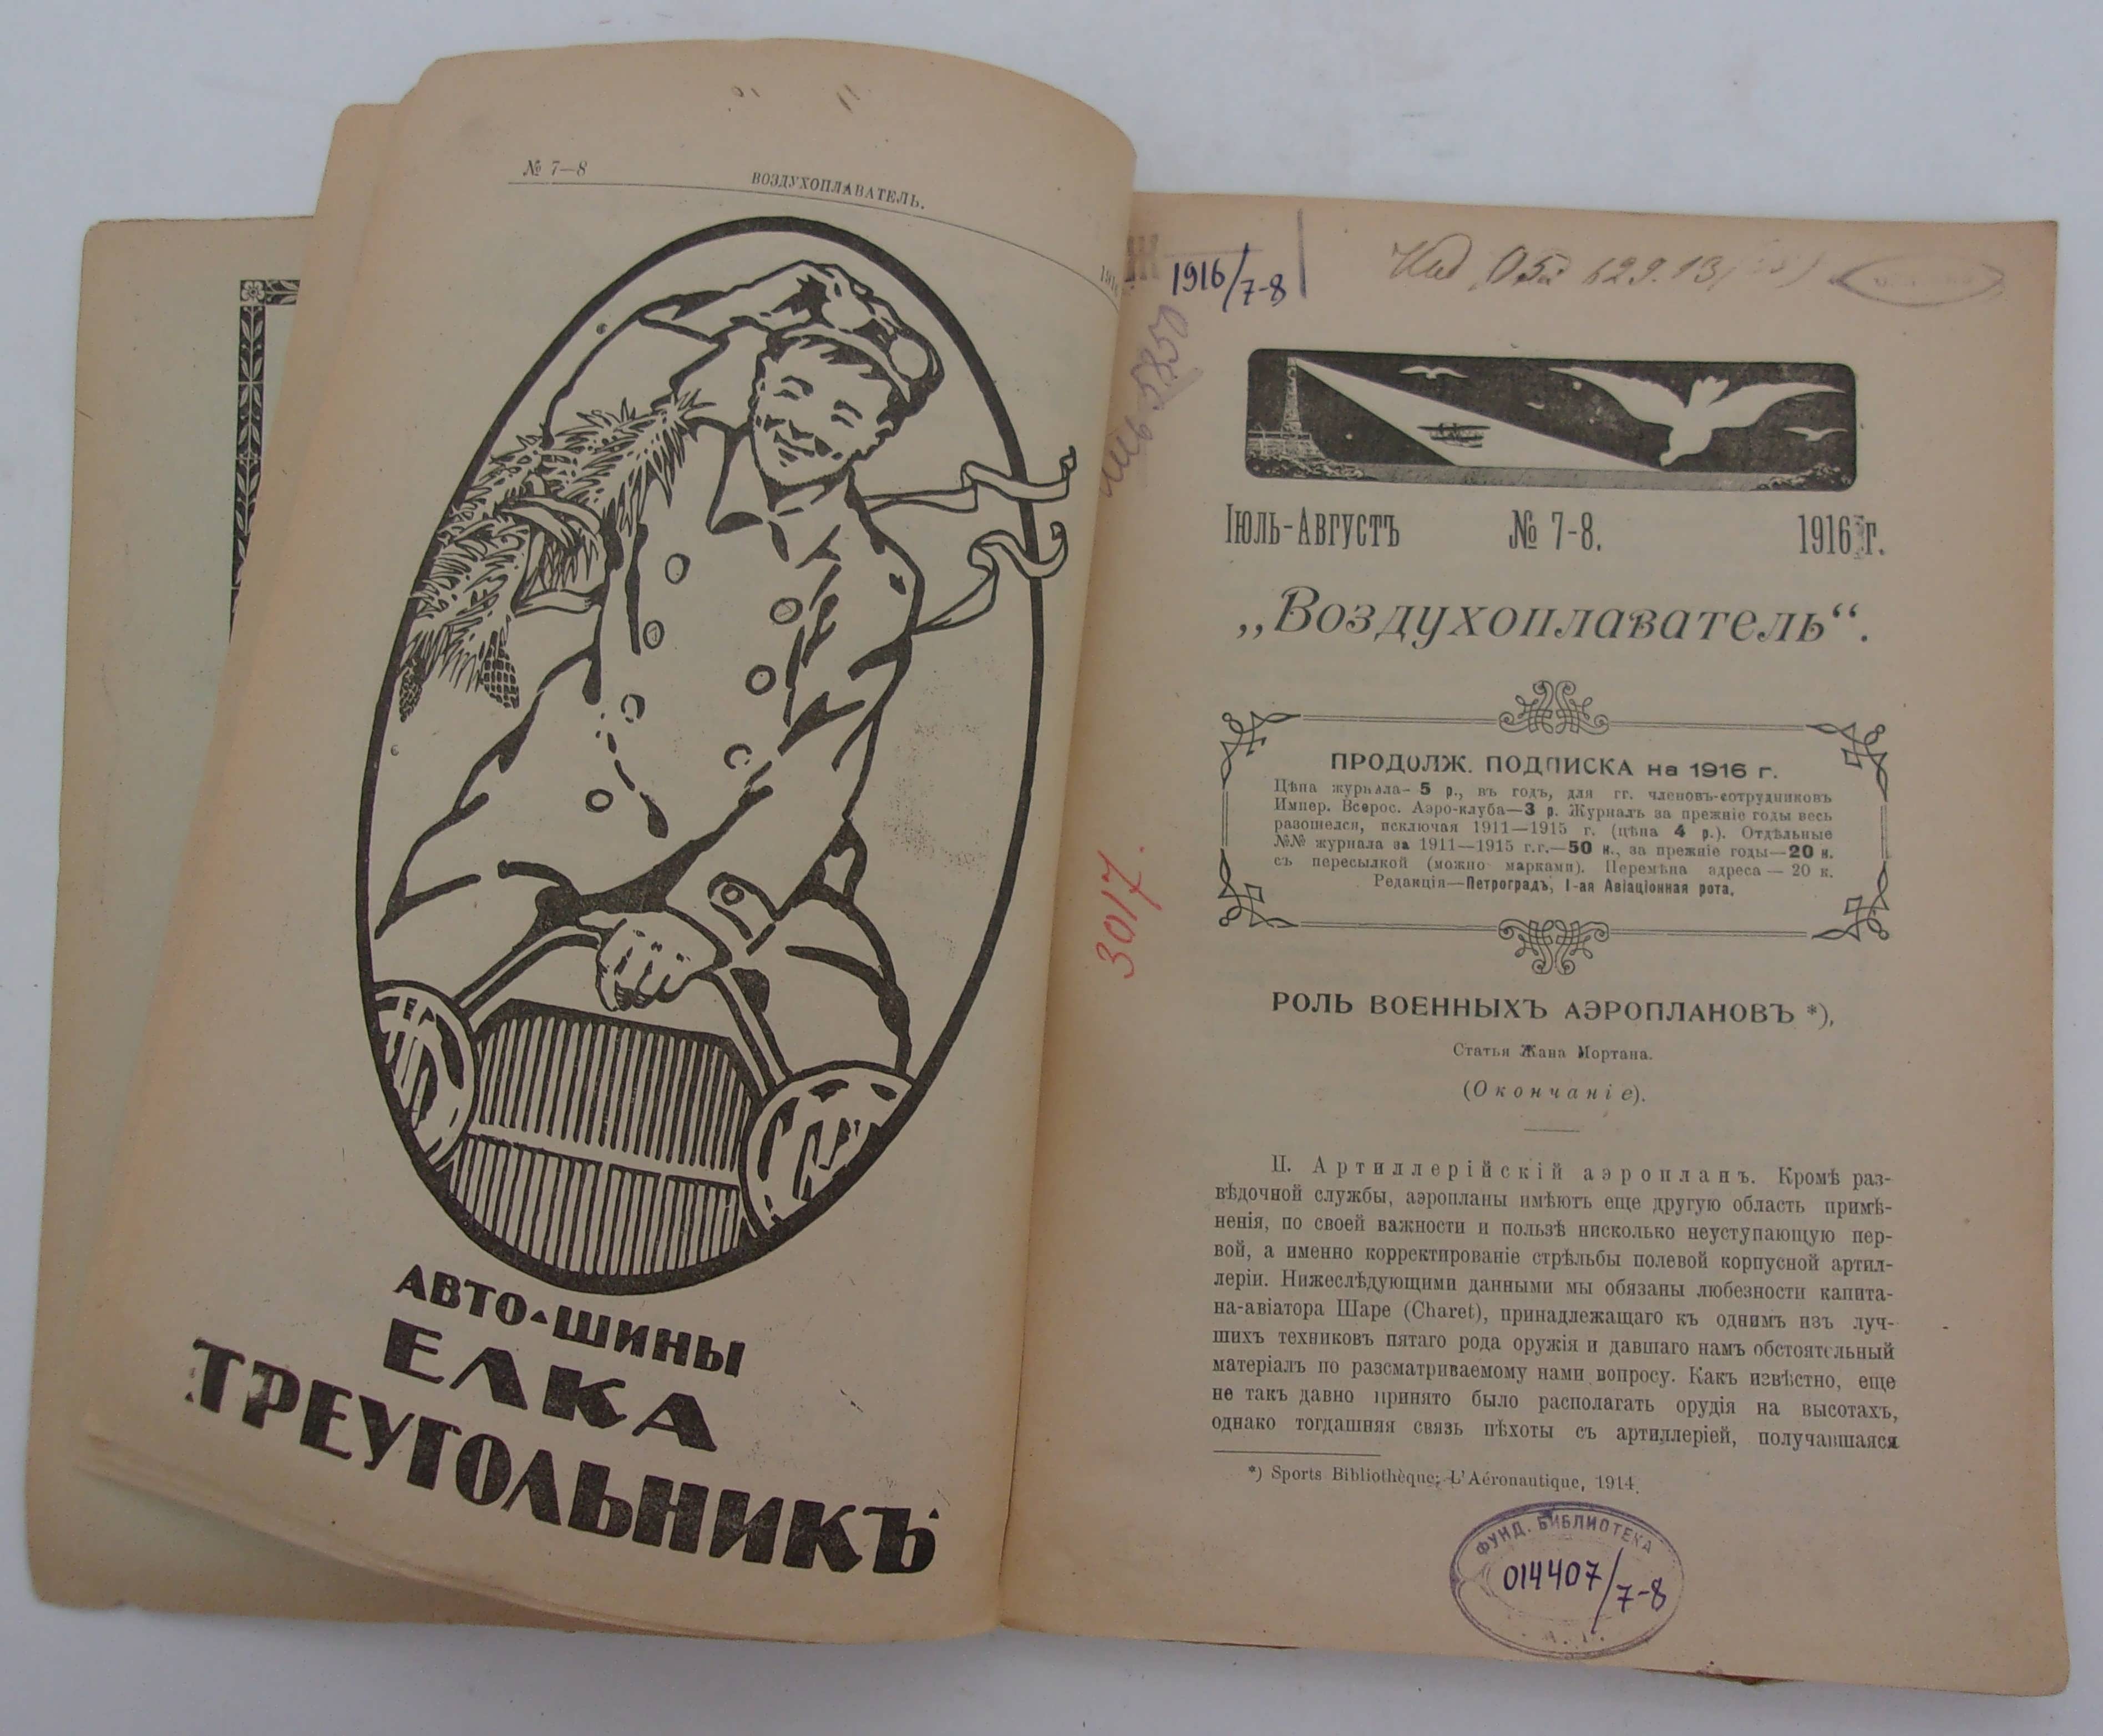 № 7—8
ВОЗДУХОПЛАВАТЕЛЬ.
АВТО-ШИНЫ
ЕЛКА
ТРЕУГОЛЬНИКЪ
Ж
1916/7-8
629.13
3017.
Іюль-Августъ № 7-8. 1916 г.
„Воздухоплаватель“.
ПРОДОЛЖ. ПОДПИСКА на 1916 г.
Цѣна журнала- 5 р., въ годъ, для гг. членовъ-сотрудниковъ
Импер. Всерос. Аэро-клуба—3 р. Журналъ за прежніе годы весь
разошелся, исключая 1911—1915 г. (цѣна 4 р.). Отдѣльные
№№ журнала за 1911—1915 г.г.—50 к., за прежніе годы—20 к.
съ пересылкой (можно марками). Перемѣна адреса — 20 к.
Редакція—Петроградъ, 1-ая Авіаціонная рота.
РОЛЬ ВОЕННЫХЪ АЭРОПЛАНОВЪ *),
Статья Жана Мортана.
(Окончаніе).
II. Артиллерійскій аэропланъ. Кромѣ раз-
вѣдочной службы, аэропланы имѣютъ еще другую область примѣ-
ненія, по своей важности и пользѣ нисколько неуступающую пер-
вой, а именно корректированіе стрѣльбы полевой корпусной артил-
леріи. Нижеслѣдующими данными мы обязаны любезности капита-
на-авіатора Шаре (Charet), принадлежащаго къ однимъ изъ луч-
шихъ техниковъ пятаго рода оружія и давшаго намъ обстоятельный
матеріалъ по разсматриваемому нами вопросу. Какъ извѣстно, еще
не такъ давно принято было располагать орудія на высотахъ,
однако тогдашняя связь пѣхоты съ артиллеріей, получавшаяся
*) Sports Bibliothèque; L'Aéronautique, 1914.
ФУНД. БИБЛИОТЕКА
014407/7-8